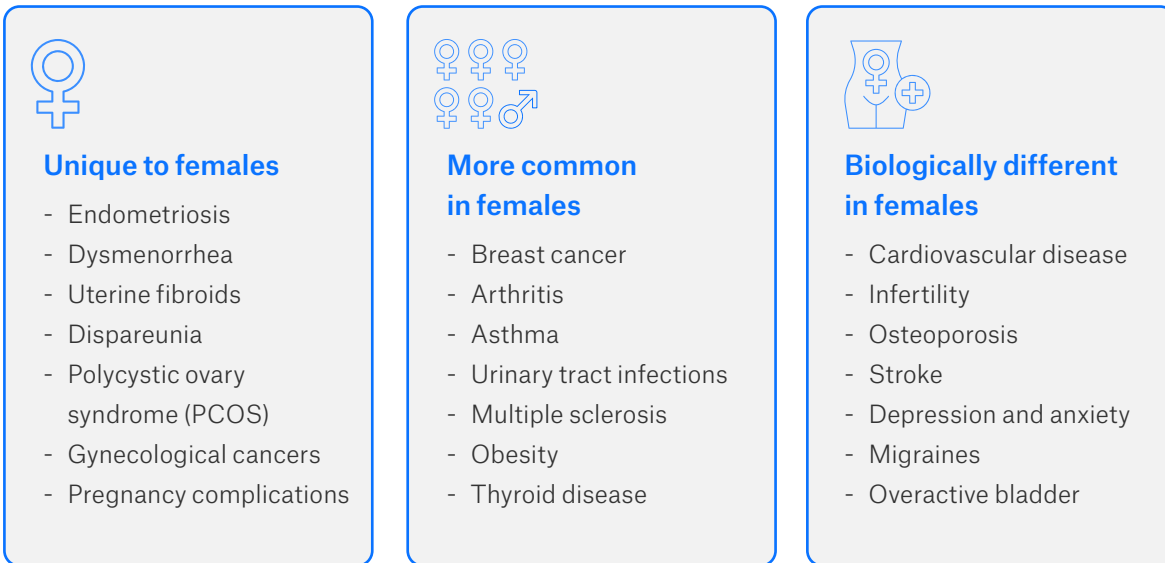 Unique to females
- Endometriosis
- Dysmenorrhea
- Uterine fibroids
- Dispareunia
- Polycystic ovary
syndrome (PCOS)
- Gynecological cancers
- Pregnancy complications
More common
in females
- Breast cancer
- Arthritis
- Asthma
- Urinary tract infections
- Multiple sclerosis
- Obesity
- Thyroid disease
Biologically different
in females
- Cardiovascular disease
- Infertility
- Osteoporosis
- Stroke
- Depression and anxiety
- Migraines
- Overactive bladder